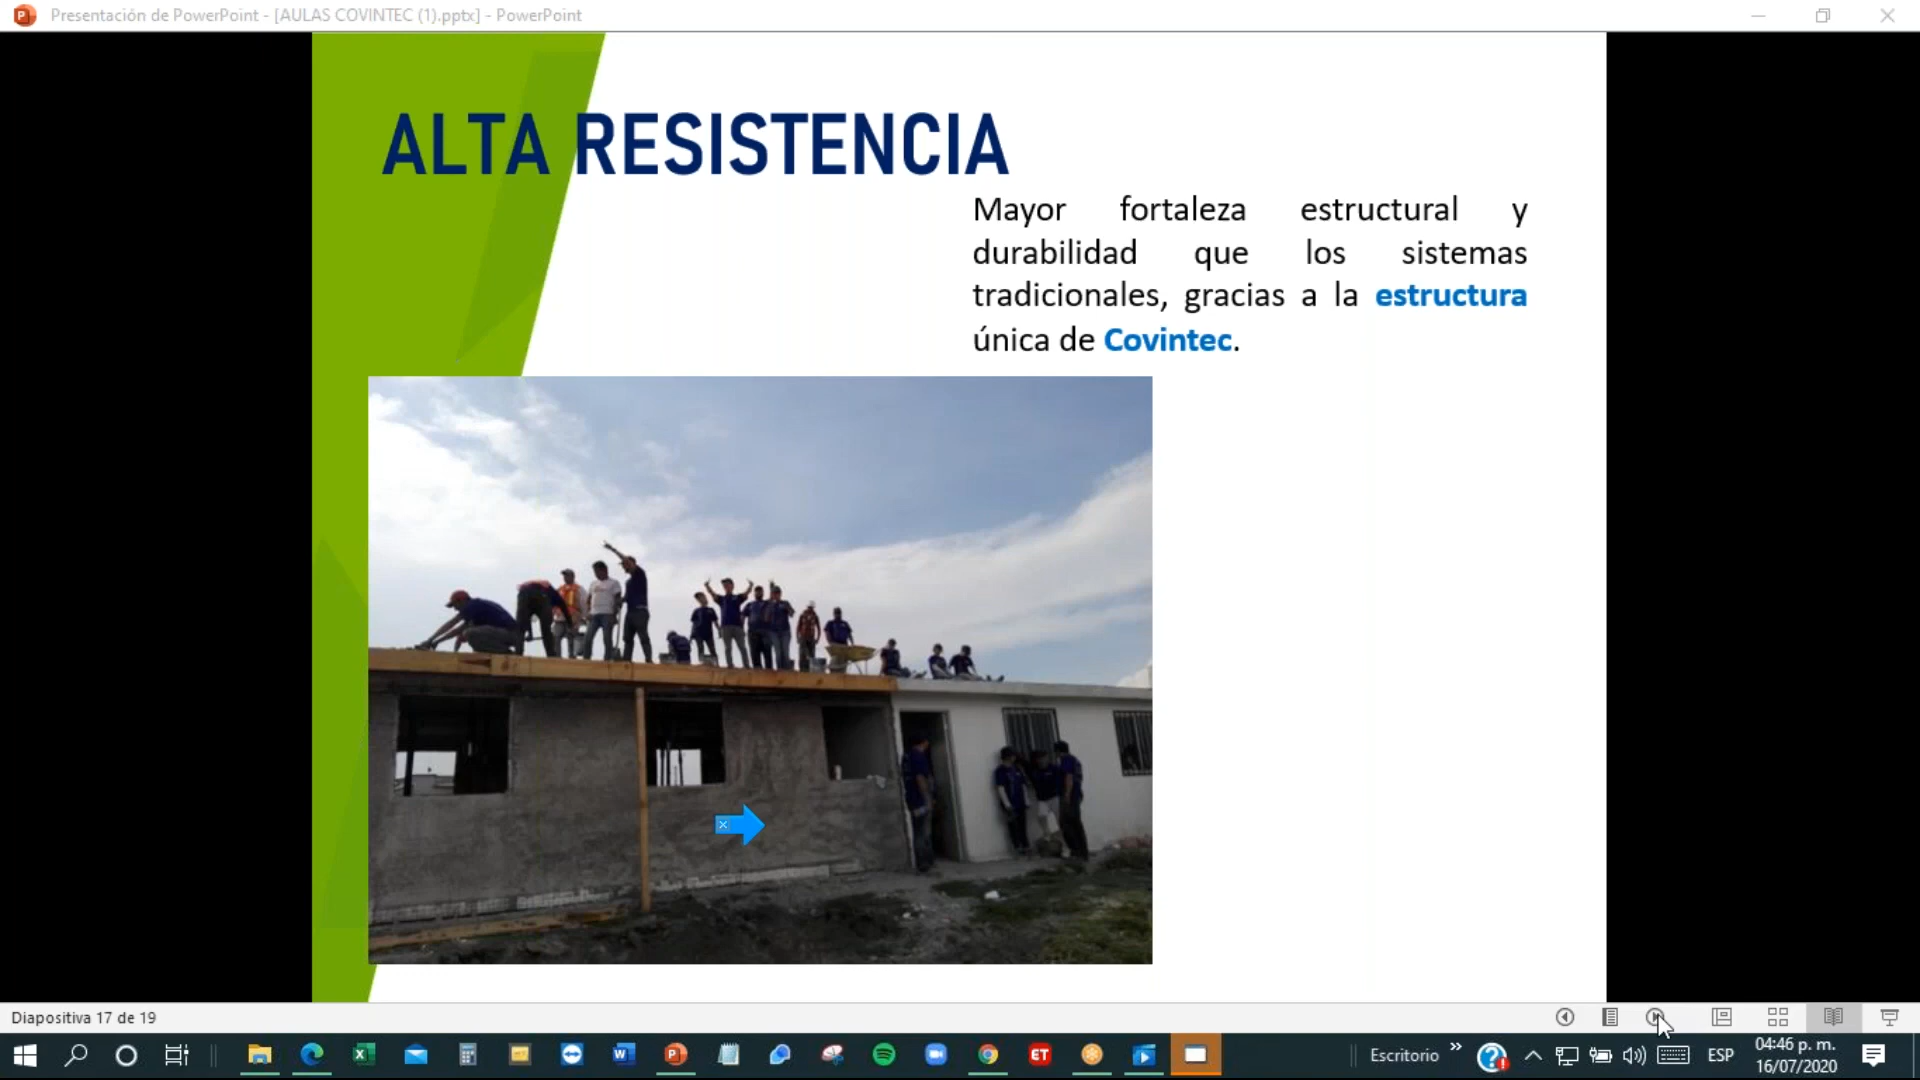 Presentación de PowerPoint - [AULAS COVINTEC (1).pptx] - PowerPoint
ALTA RESISTENCIA
Mayor fortaleza estructural y
durabilidad que los sistemas
tradicionales, gracias a la estructura
única de Covintec.
Diapositiva 17 de 19
Escritorio
ESP
04:46 p. m.
16/07/2020
ET